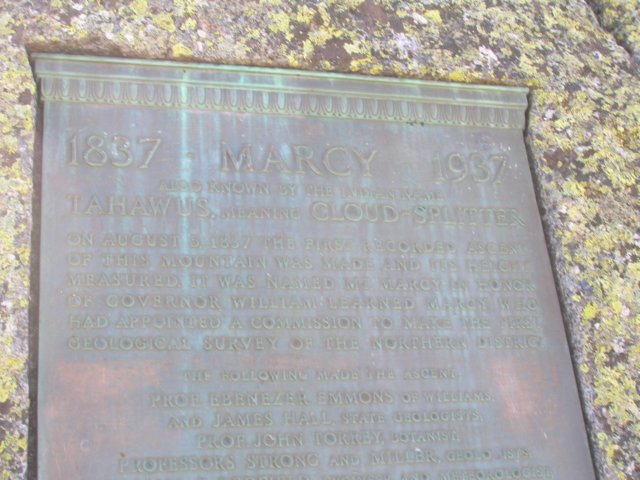 1837 · MARCY · 1937
ALSO KNOWN BY THE INDIAN NAME
TAHAWUS, MEANING CLOUD-SPLITTER
ON AUGUST 5, 1837 THE FIRST RECORDED ASCENT
OF THIS MOUNTAIN WAS MADE AND ITS HEIGHT
MEASURED. IT WAS NAMED MT. MARCY IN HONOR
OF GOVERNOR WILLIAM LEARNED MARCY WHO
HAD APPOINTED A COMMISSION TO MAKE THE FIRST
GEOLOGICAL SURVEY OF THE NORTHERN DISTRICT
THE FOLLOWING MADE THE ASCENT
PROF. EBENEZER EMMONS OF WILLIAMS,
AND JAMES HALL, STATE GEOLOGISTS,
PROF. JOHN TORREY, BOTANIST,
PROFESSORS STRONG AND MILLER, GEOLOGISTS,
AND METEOROLOGIST